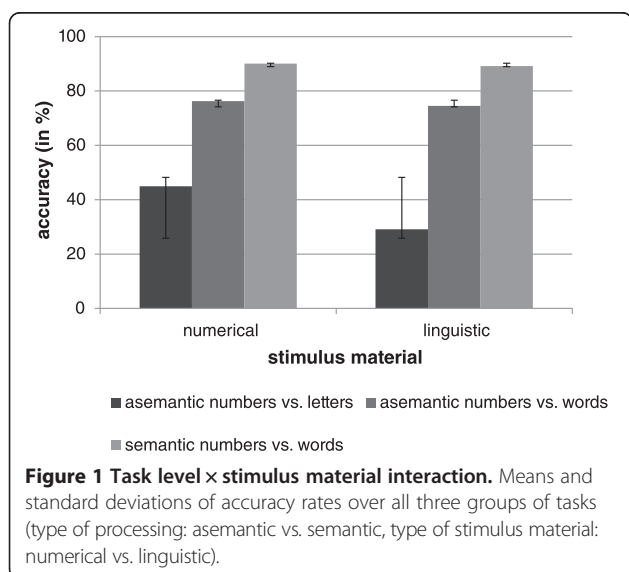 100
80
60
40
20
0
accuracy (in %)
numerical linguistic
stimulus material
asemantic numbers vs. letters asemantic numbers vs. words
semantic numbers vs. words
Figure 1 Task level × stimulus material interaction. Means and
standard deviations of accuracy rates over all three groups of tasks
(type of processing: asemantic vs. semantic, type of stimulus material:
numerical vs. linguistic).